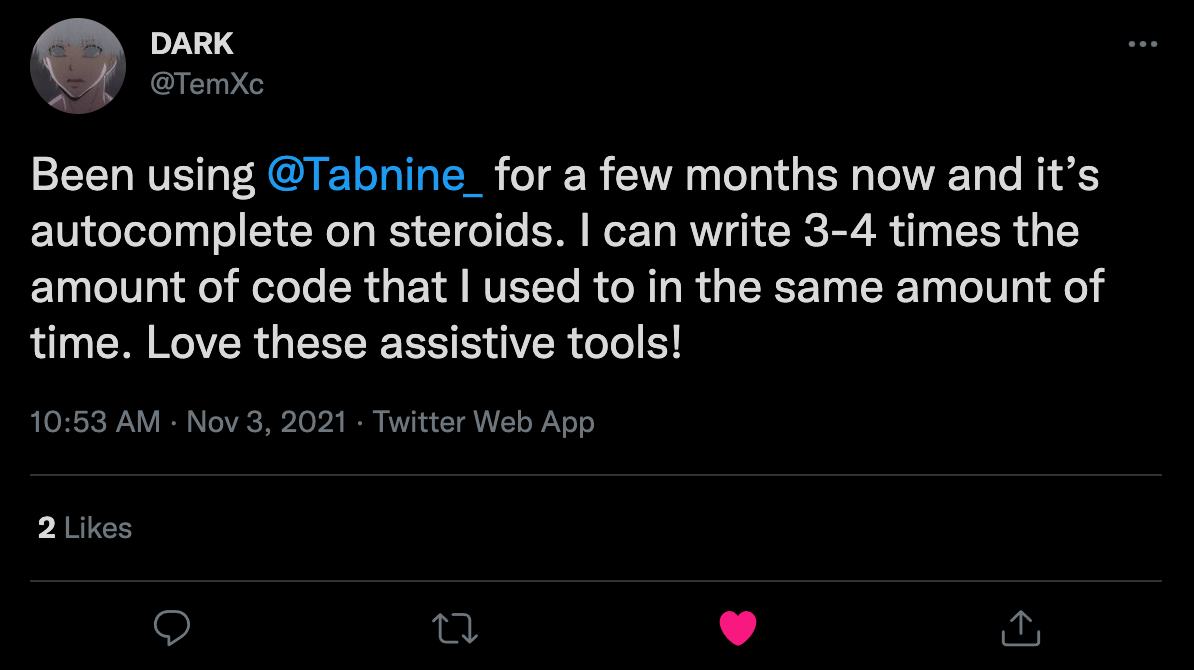 DARK
@TemXc
Been using @Tabnine_ for a few months now and it’s
autocomplete on steroids. I can write 3-4 times the
amount of code that I used to in the same amount of
time. Love these assistive tools!
10:53 AM · Nov 3, 2021 · Twitter Web App
2 Likes